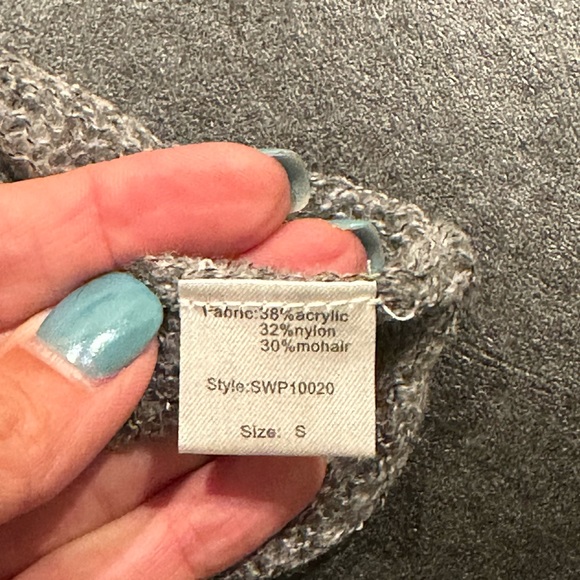 Fabric:38%acrylic
32%nylon
30%mohair
Style:SWP10020
Size: S